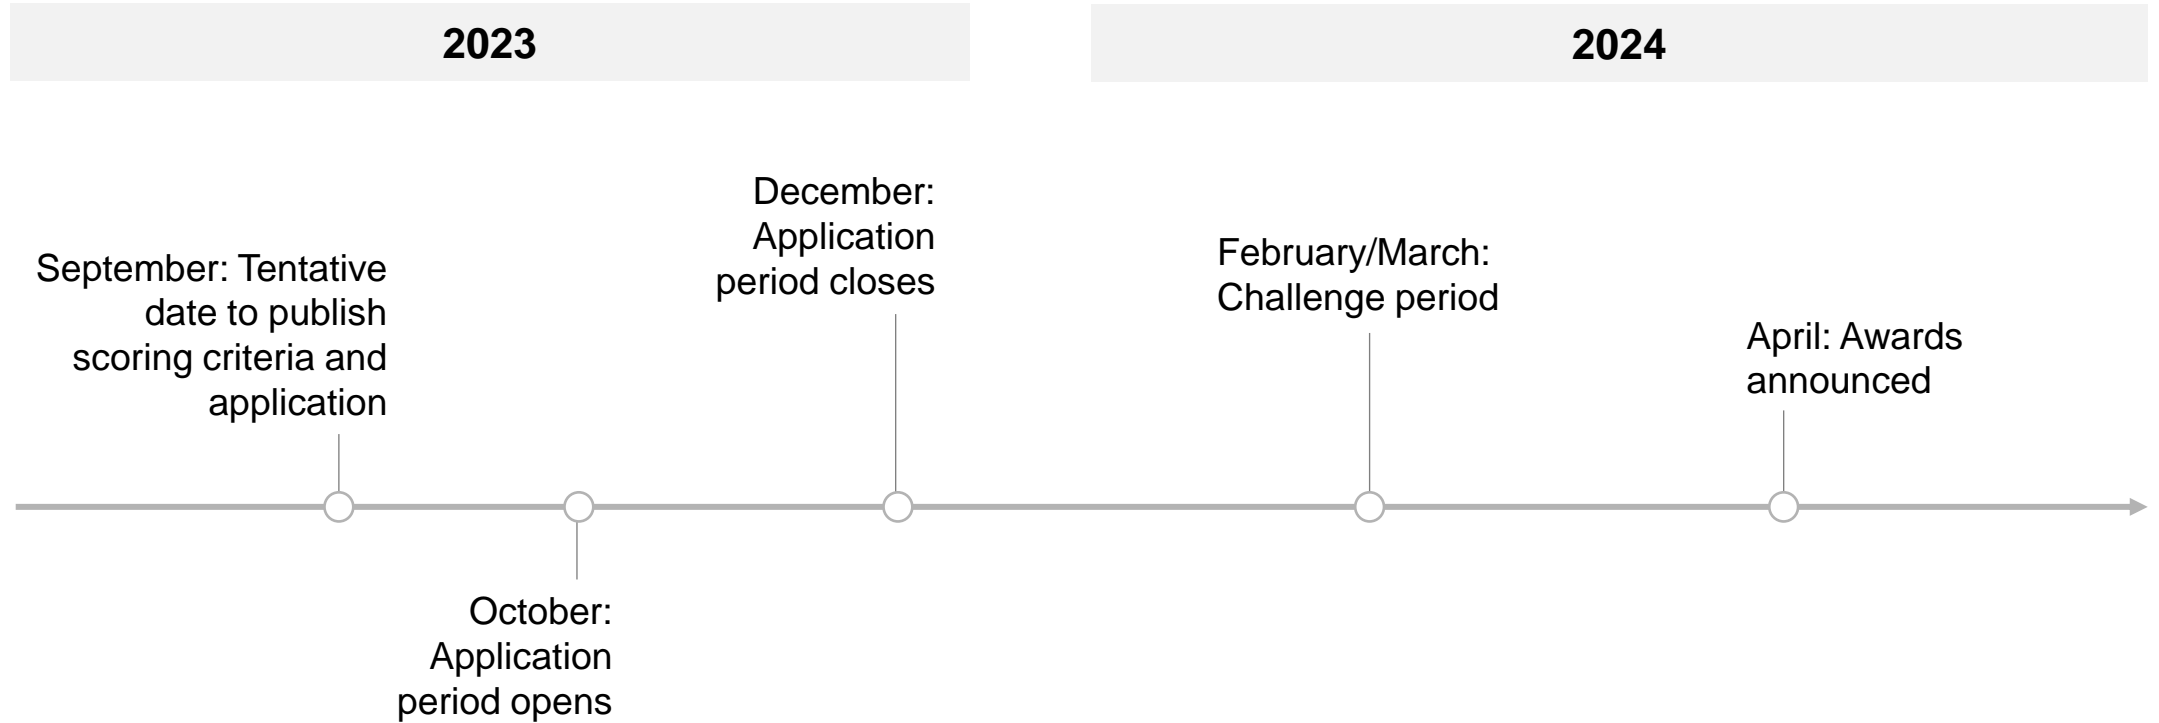 2023
2024
September: Tentative
date to publish
scoring criteria and
application
October:
Application
period opens
December:
Application
period closes
February/March:
Challenge period
April: Awards
announced